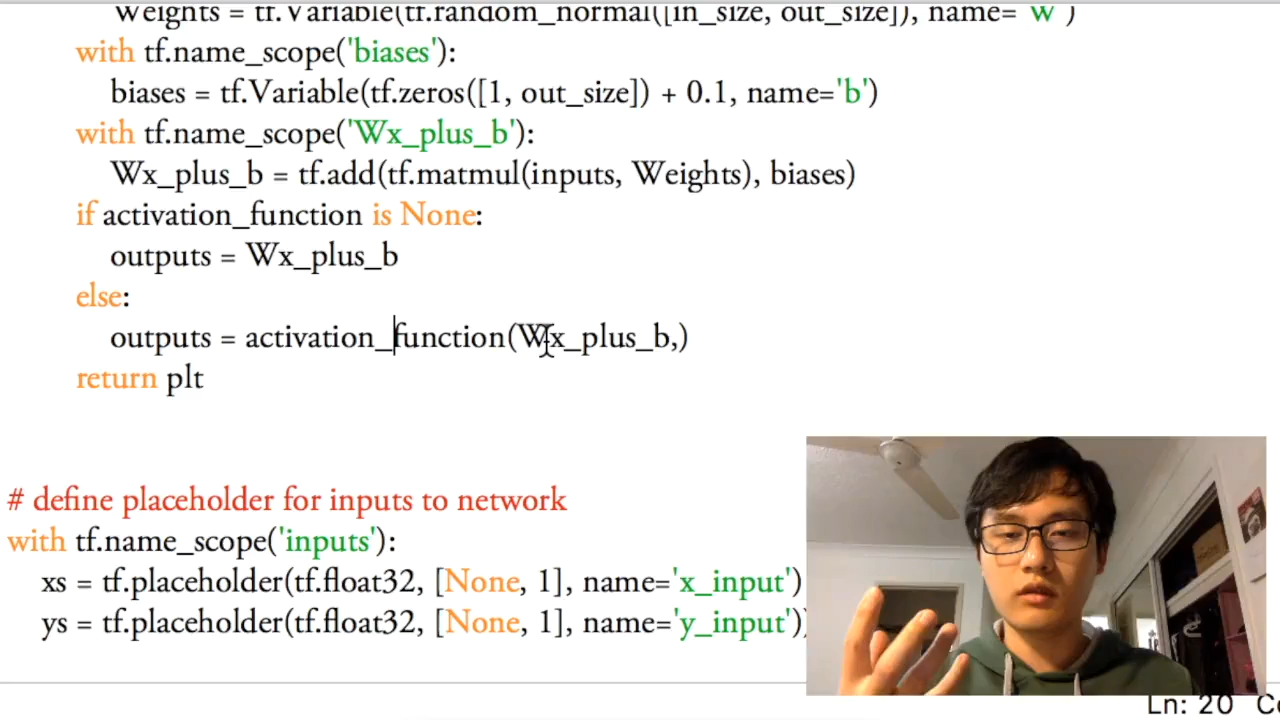 Weights = tf.Variable(tf.random_normal([in_size, out_size]), name='W')
with tf.name_scope('biases'):
biases = tf.Variable(tf.zeros([1, out_size]) + 0.1, name='b')
with tf.name_scope('Wx_plus_b'):
Wx_plus_b = tf.add(tf.matmul(inputs, Weights), biases)
if activation_function is None:
outputs = Wx_plus_b
else:
outputs = activation_function(Wx_plus_b,)
return plt
# define placeholder for inputs to network
with tf.name_scope('inputs'):
xs = tf.placeholder(tf.float32, [None, 1], name='x_input')
ys = tf.placeholder(tf.float32, [None, 1], name='y_input')
Ln: 20